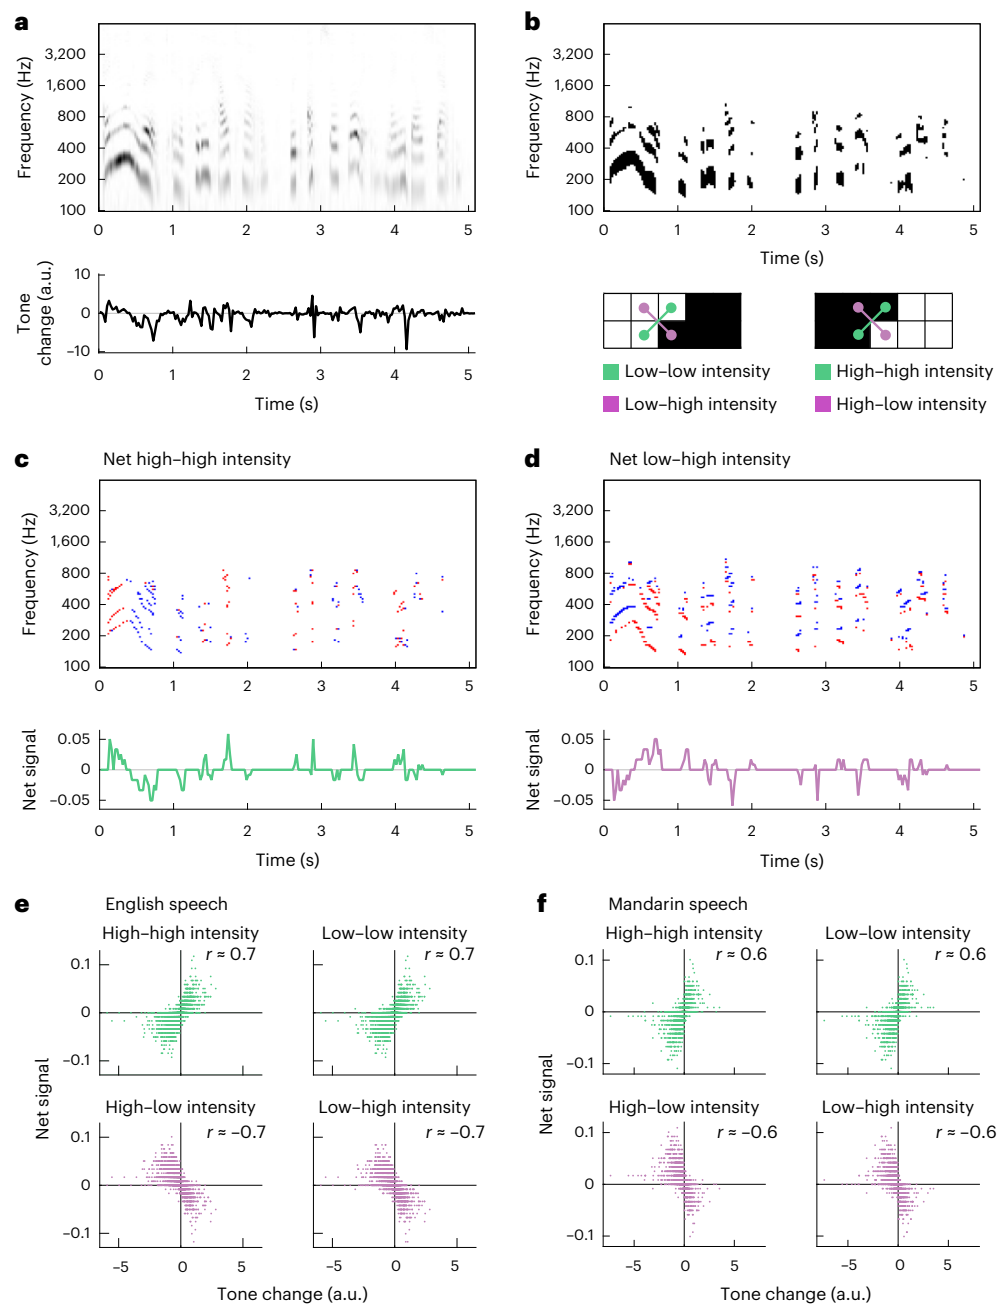 a
Frequency (Hz)
3,200
1,600
800
400
200
100
0 1 2 3 4 5
Tone change (a.u.)
10
0
−10
0 1 2 3 4 5
Time (s)
b
Frequency (Hz)
3,200
1,600
800
400
200
100
0 1 2 3 4 5
Time (s)
Low–low intensity
Low–high intensity
High–high intensity
High–low intensity
c
Net high–high intensity
Frequency (Hz)
3,200
1,600
800
400
200
100
0 1 2 3 4 5
Net signal
0.05
0
−0.05
0 1 2 3 4 5
Time (s)
d
Net low–high intensity
Frequency (Hz)
3,200
1,600
800
400
200
100
0 1 2 3 4 5
Net signal
0.05
0
−0.05
0 1 2 3 4 5
Time (s)
e
English speech
High–high intensity
r ≈ 0.7
Low–low intensity
r ≈ 0.7
0.1
0
−0.1
Net signal
High–low intensity
r ≈ −0.7
Low–high intensity
r ≈ −0.7
0.1
0
−0.1
−5 0 5
−5 0 5
Tone change (a.u.)
f
Mandarin speech
High–high intensity
r ≈ 0.6
Low–low intensity
r ≈ 0.6
0.1
0
−0.1
Net signal
High–low intensity
r ≈ −0.6
Low–high intensity
r ≈ −0.6
0.1
0
−0.1
−5 0 5
−5 0 5
Tone change (a.u.)